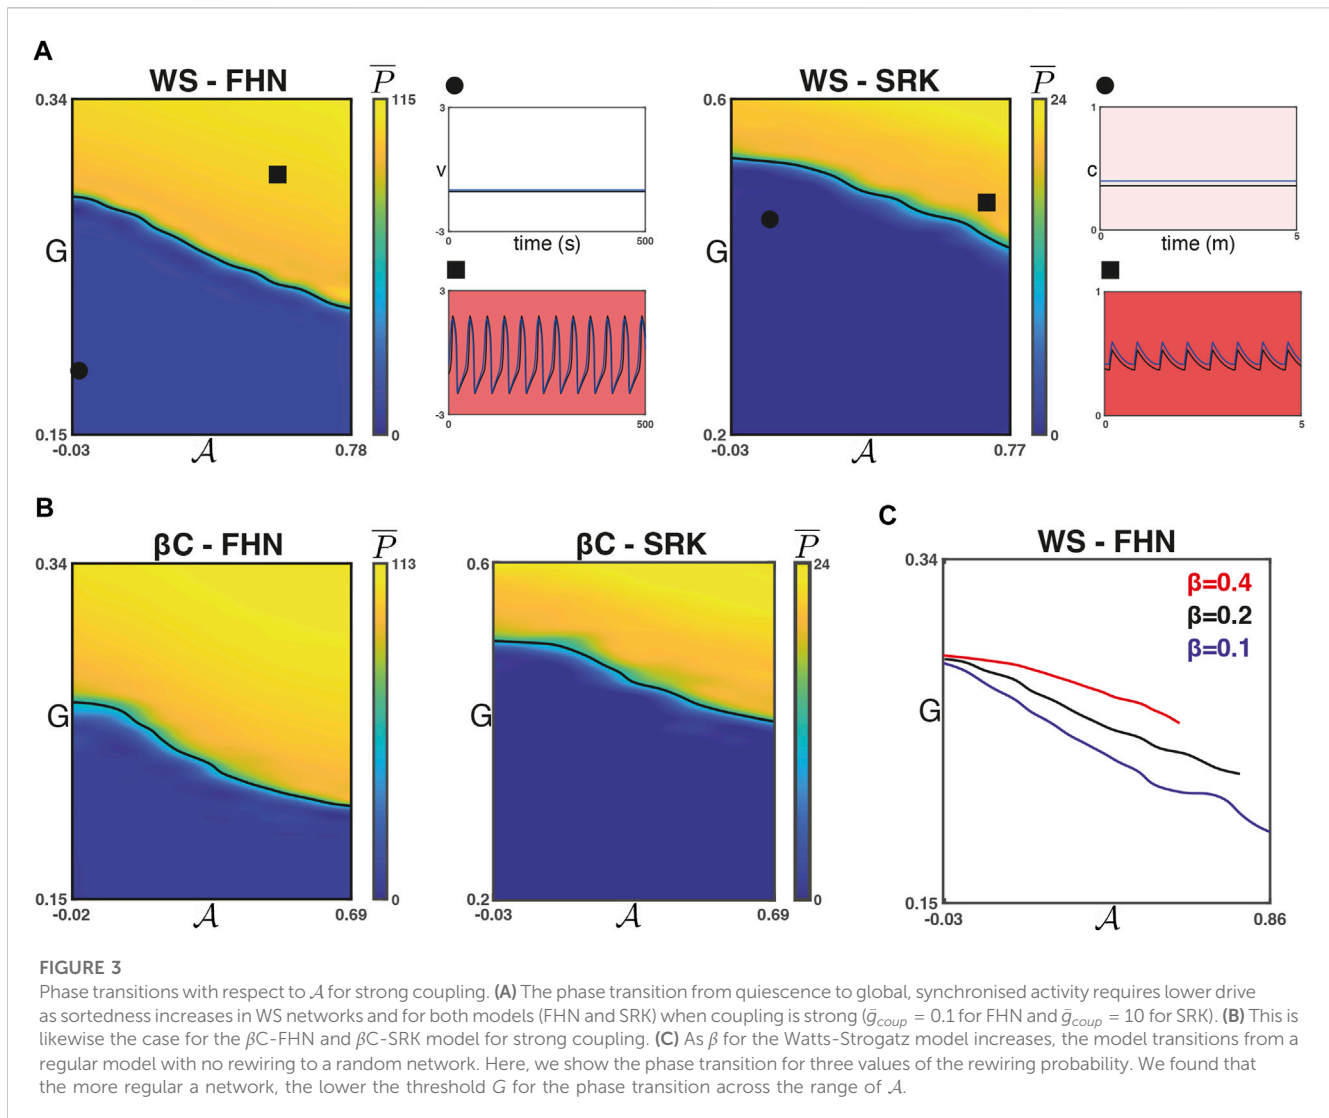 A
WS - FHN
P
0.34
115
G
0.15
0
-0.03
A
0.78
3
V
-3
0
time (s)
500
3
-3
0
500
WS - SRK
P
0.6
24
G
0.2
0
-0.03
A
0.77
1
C
0
0
time (m)
5
1
0
0
5
B
βC - FHN
P
0.34
113
G
0.15
0
-0.02
A
0.69
βC - SRK
P
0.6
24
G
0.2
0
-0.03
A
0.69
C
WS - FHN
0.34
β=0.4
β=0.2
β=0.1
G
0.15
-0.03
A
0.86
FIGURE 3
Phase transitions with respect to A for strong coupling. (A) The phase transition from quiescence to global, synchronised activity requires lower drive
as sortedness increases in WS networks and for both models (FHN and SRK) when coupling is strong (ḡcoup = 0.1 for FHN and ḡcoup = 10 for SRK). (B) This is
likewise the case for the βC-FHN and βC-SRK model for strong coupling. (C) As β for the Watts-Strogatz model increases, the model transitions from a
regular model with no rewiring to a random network. Here, we show the phase transition for three values of the rewiring probability. We found that
the more regular a network, the lower the threshold G for the phase transition across the range of A.